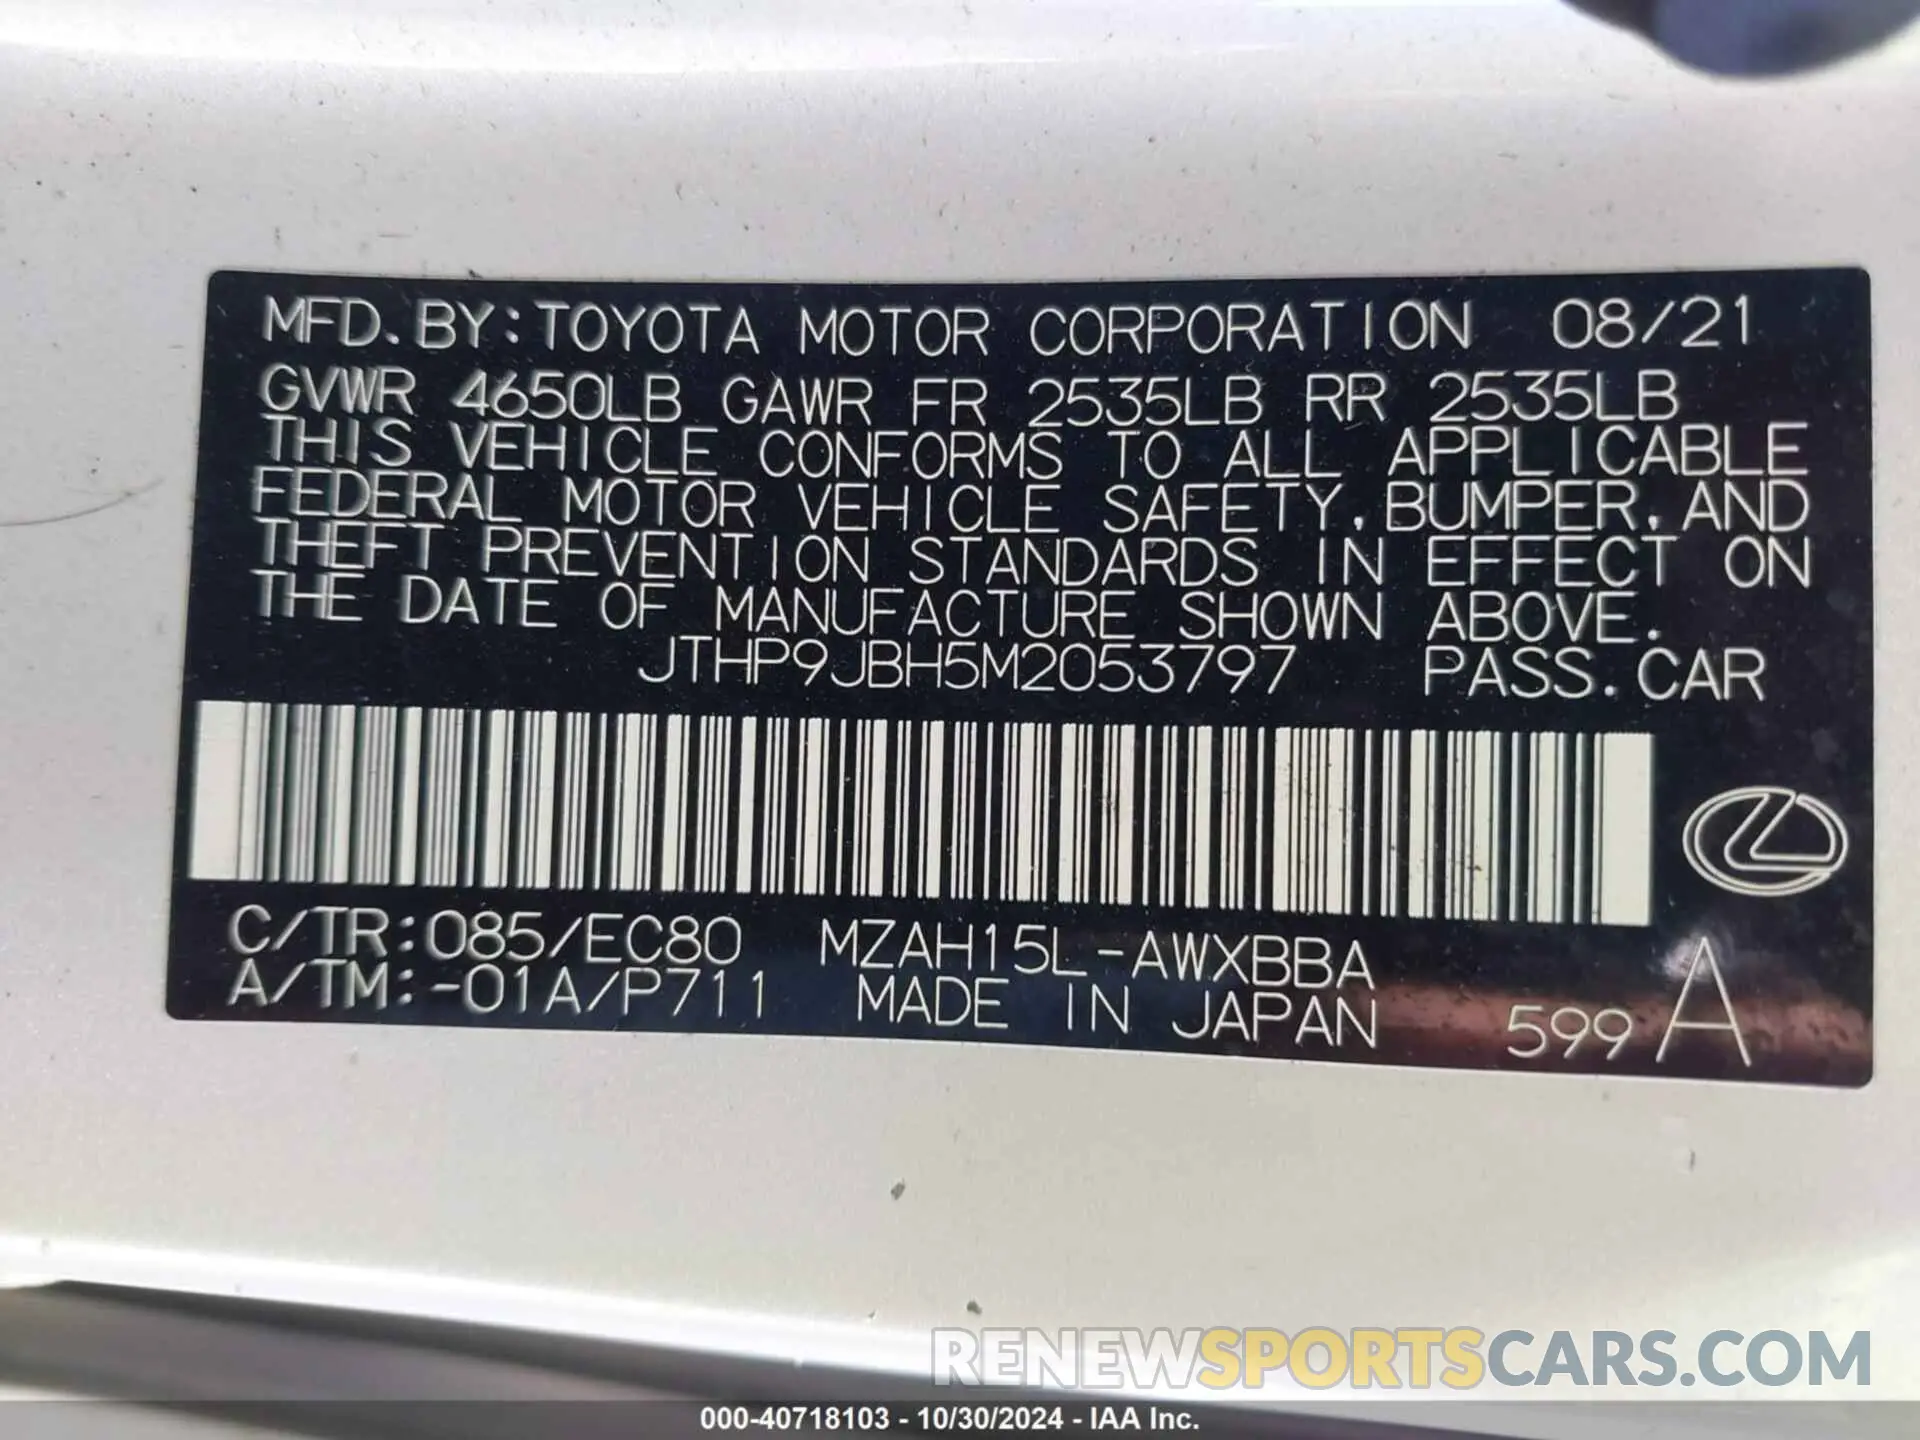 MFD.BY:TOYOTA MOTOR CORPORATION 08/21
GVWR 4650LB GAWR FR 2535LB RR 2535LB
THIS VEHICLE CONFORMS TO ALL APPLICABLE
FEDERAL MOTOR VEHICLE SAFETY,BUMPER,AND
THEFT PREVENTION STANDARDS IN EFFECT ON
THE DATE OF MANUFACTURE SHOWN ABOVE.
JTHP9JBH5M2053797 PASS.CAR
C/TR:085/EC80 MZAH15L-AWXBBA
A/TM:-01A/P711 MADE IN JAPAN 599 A
RENEWSPORTSCARS.COM
000-40718103 - 10/30/2024 - IAA Inc.